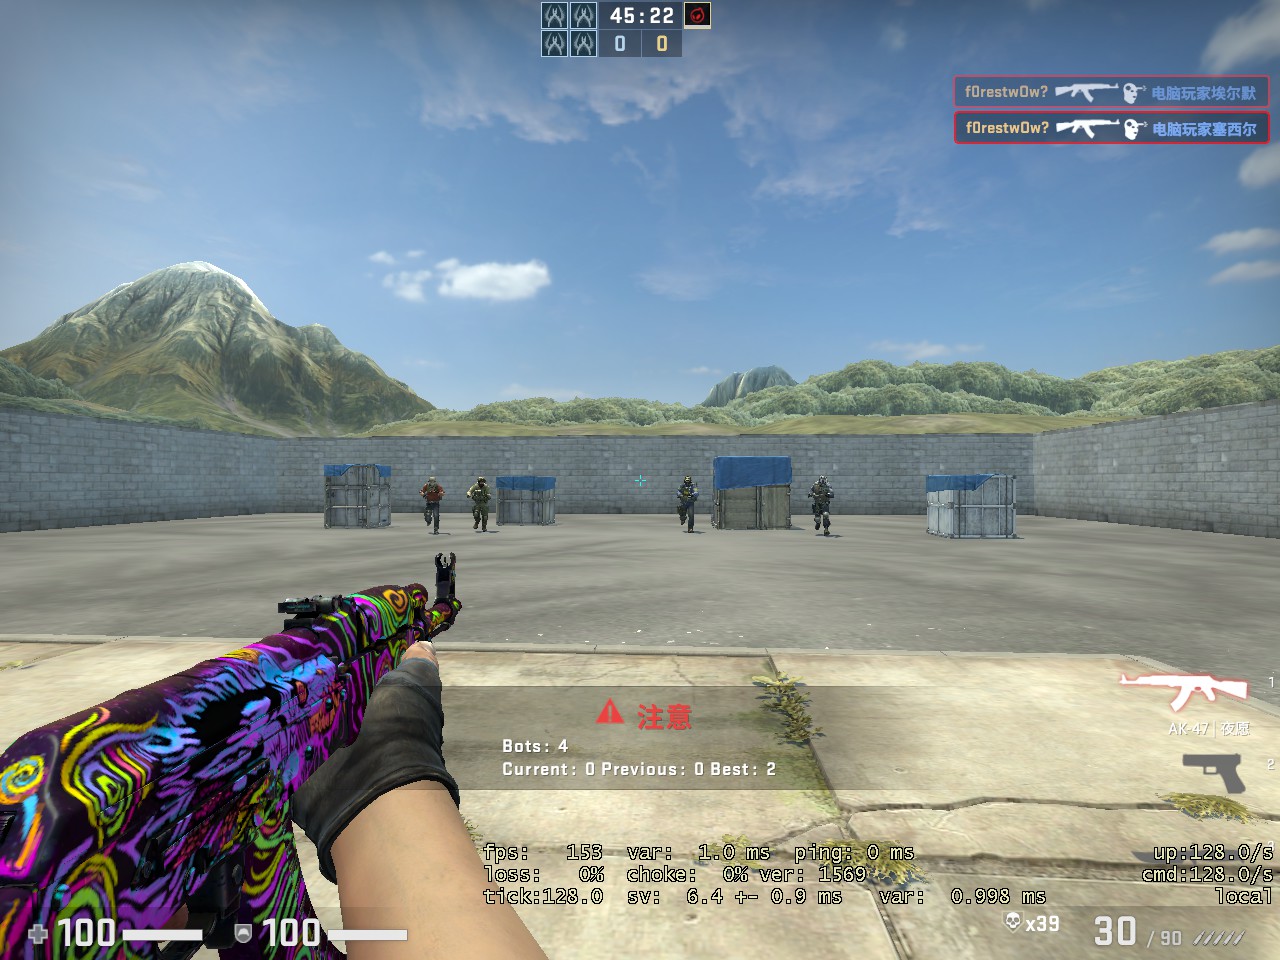 45:22
0 0
f0restw0w? 电脑玩家埃尔默
f0restw0w? 电脑玩家塞西尔
1
AK-47 | 夜愿
2
注意
Bots: 4
Current: 0 Previous: 0 Best: 2
fps: 153 var: 1.0 ms ping: 0 ms
loss: 0% choke: 0% ver: 1569
tick:128.0 sv: 6.4 +- 0.9 ms var: 0.998 ms
up:128.0/s
cmd:128.0/s
local
100 100
x39
30 / 90